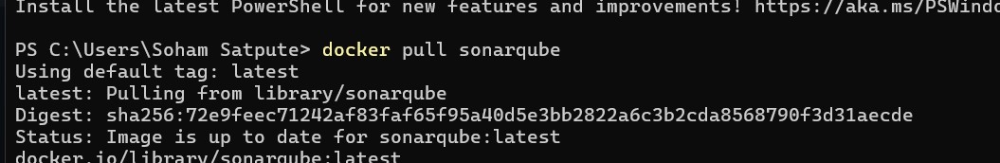 Install the latest PowerShell for new features and improvements! https://aka.ms/PSWindo
PS C:\Users\Soham Satpute> docker pull sonarqube
Using default tag: latest
latest: Pulling from library/sonarqube
Digest: sha256:72e9feec71242af83faf65f95a40d5e3bb2822a6c3b2cda8568790f3d31aecde
Status: Image is up to date for sonarqube:latest
docker.io/library/sonarqube:latest